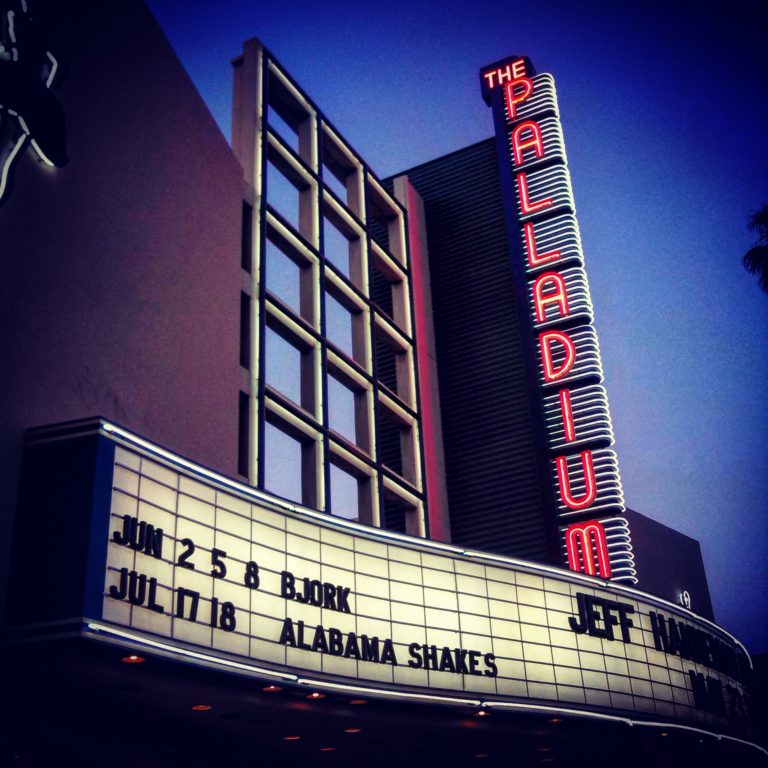 THE
PALLADIUM
JUN 2 5 8 BJORK
JUL 17 18 ALABAMA SHAKES
JEFF